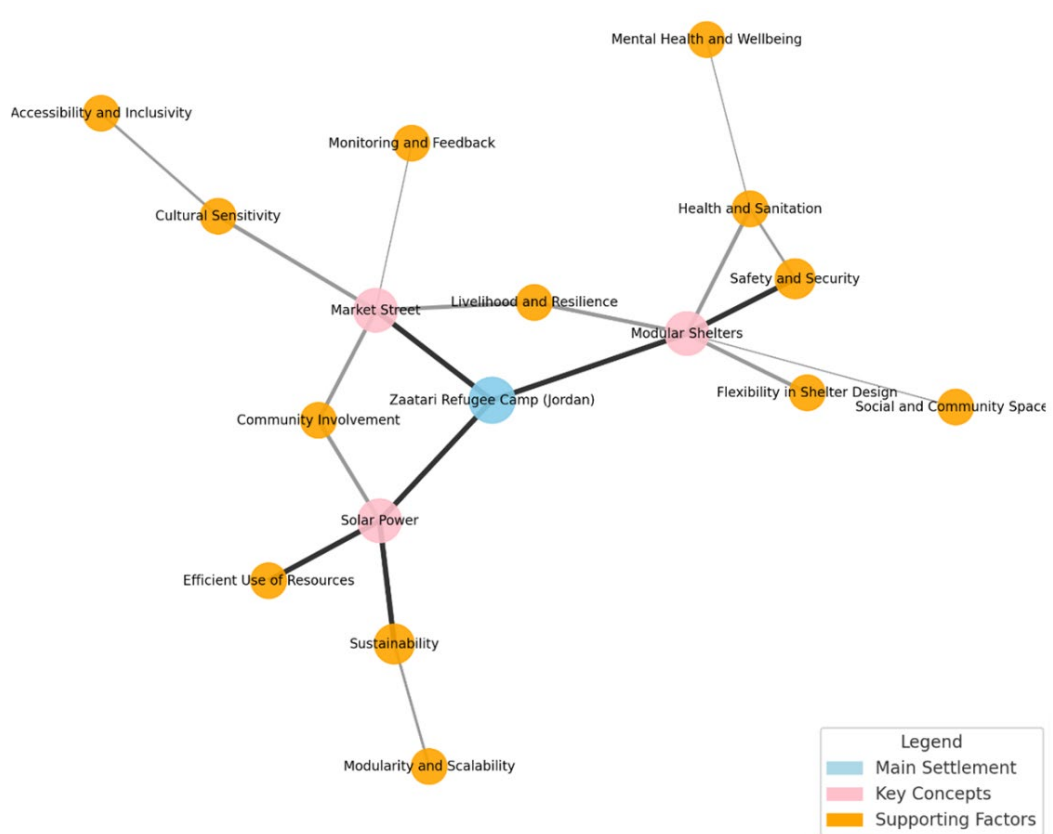 Mental Health and Wellbeing
Accessibility and Inclusivity
Monitoring and Feedback
Health and Sanitation
Cultural Sensitivity
Safety and Security
Livelihood and Resilience
Market Street
Modular Shelters
Flexibility in Shelter Design
Zaatari Refugee Camp (Jordan)
Social and Community Space
Community Involvement
Solar Power
Efficient Use of Resources
Sustainability
Modularity and Scalability
Legend
Main Settlement
Key Concepts
Supporting Factors